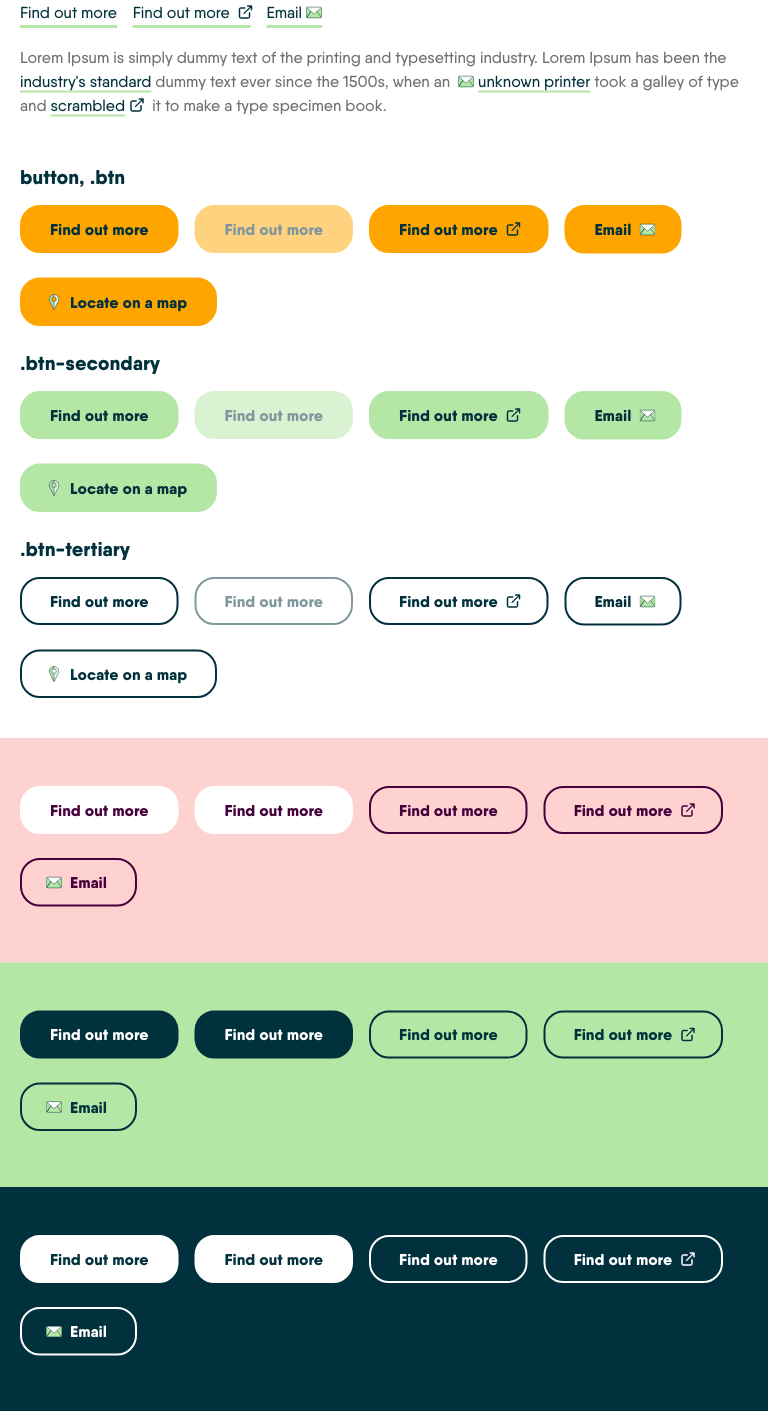 Find out more Find out more Email
Lorem Ipsum is simply dummy text of the printing and typesetting industry. Lorem Ipsum has been the
industry's standard dummy text ever since the 1500s, when an unknown printer took a galley of type
and scrambled it to make a type specimen book.
button, .btn
Find out more Find out more Find out more Email
Locate on a map
.btn-secondary
Find out more Find out more Find out more Email
Locate on a map
.btn-tertiary
Find out more Find out more Find out more Email
Locate on a map
Find out more Find out more Find out more Find out more
Email
Find out more Find out more Find out more Find out more
Email
Find out more Find out more Find out more Find out more
Email